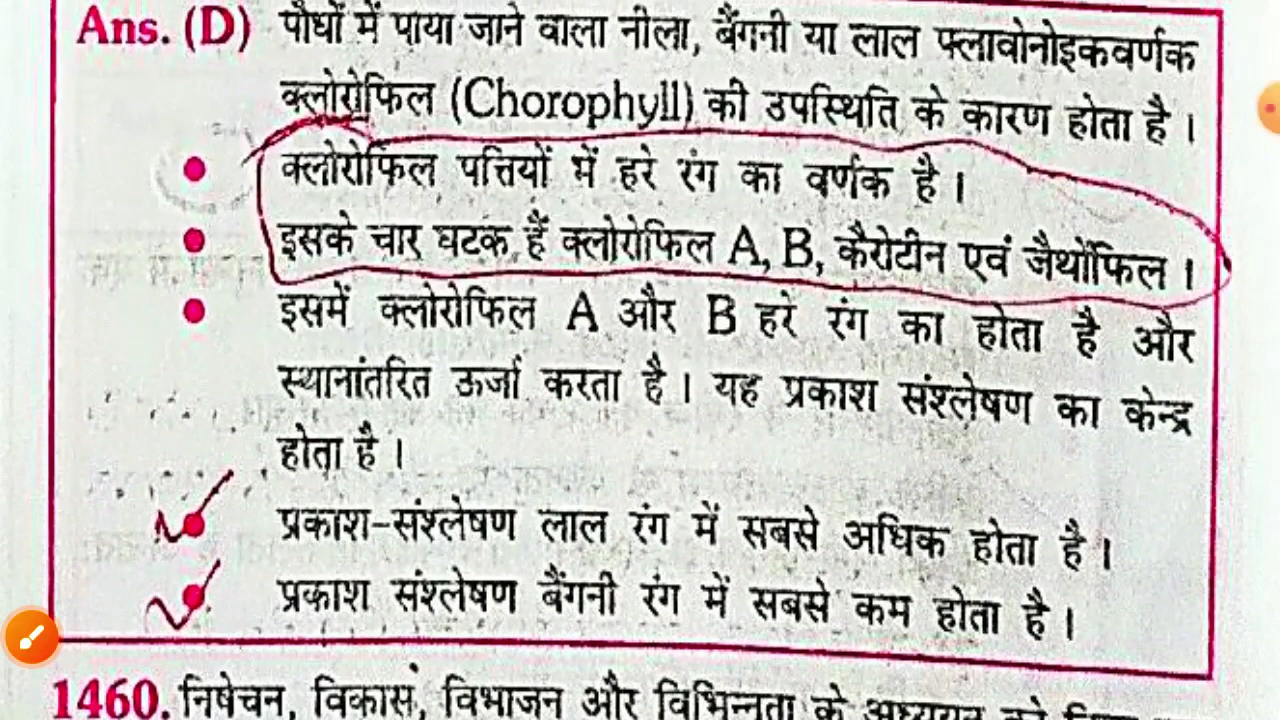 Ans. (D) पौधों में पाया जाने वाला नीला, बैंगनी या लाल फ्लावोनोइकवर्णक
क्लोरोफिल (Chorophyll) की उपस्थिति के कारण होता है।
क्लोरोफिल पत्तियों में हरे रंग का वर्णक है।
इसके चार घटक हैं क्लोरोफिल A, B, कैरोटीन एवं जैथोंफिल।
इसमें क्लोरोफिल A और B हरे रंग का होता है और
स्थानांतरित ऊर्जा करता है। यह प्रकाश संश्लेषण का केन्द्र
होता है।
प्रकाश-संश्लेषण लाल रंग में सबसे अधिक होता है।
प्रकाश संश्लेषण बैंगनी रंग में सबसे कम होता है।
1460. निषेचन, विकास, विभाजन और विभिन्नता के अध्ययन को